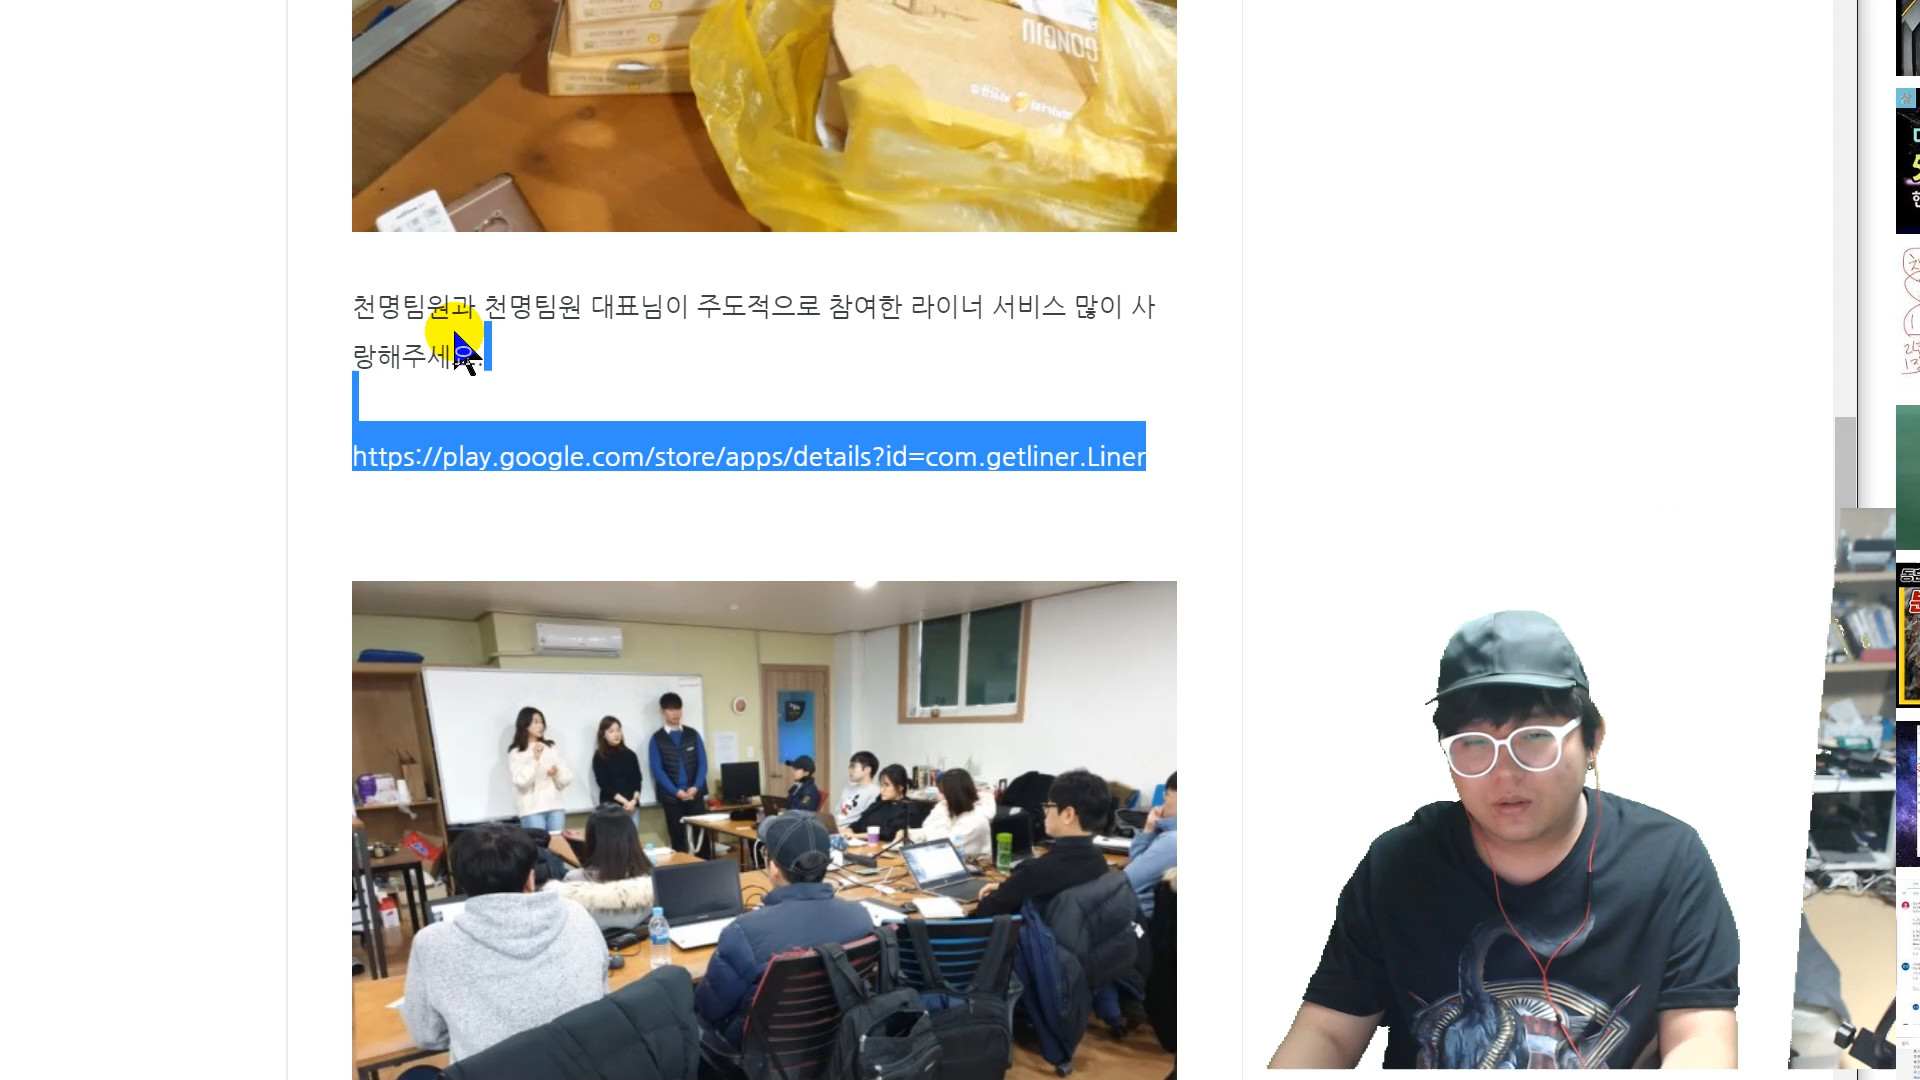 GONGJU
천명팀원과 천명팀원 대표님이 주도적으로 참여한 라이너 서비스 많이 사
랑해주세요.
https://play.google.com/store/apps/details?id=com.getliner.Liner